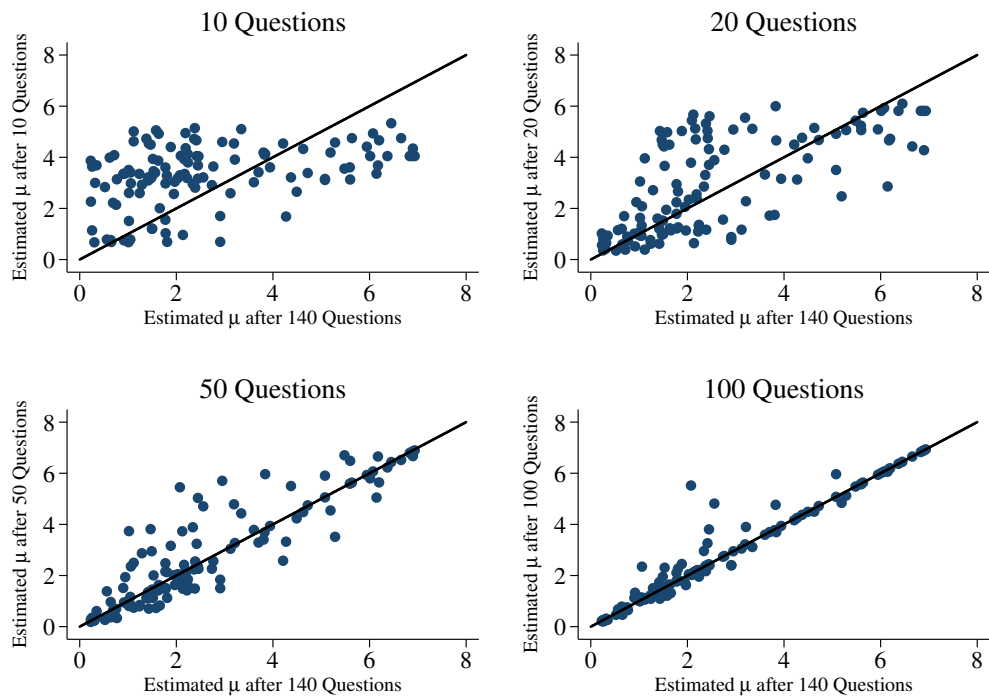 10 Questions
Estimated μ after 10 Questions
8
6
4
2
0
0 2 4 6 8
Estimated μ after 140 Questions
20 Questions
Estimated μ after 20 Questions
8
6
4
2
0
0 2 4 6 8
Estimated μ after 140 Questions
50 Questions
Estimated μ after 50 Questions
8
6
4
2
0
0 2 4 6 8
Estimated μ after 140 Questions
100 Questions
Estimated μ after 100 Questions
8
6
4
2
0
0 2 4 6 8
Estimated μ after 140 Questions